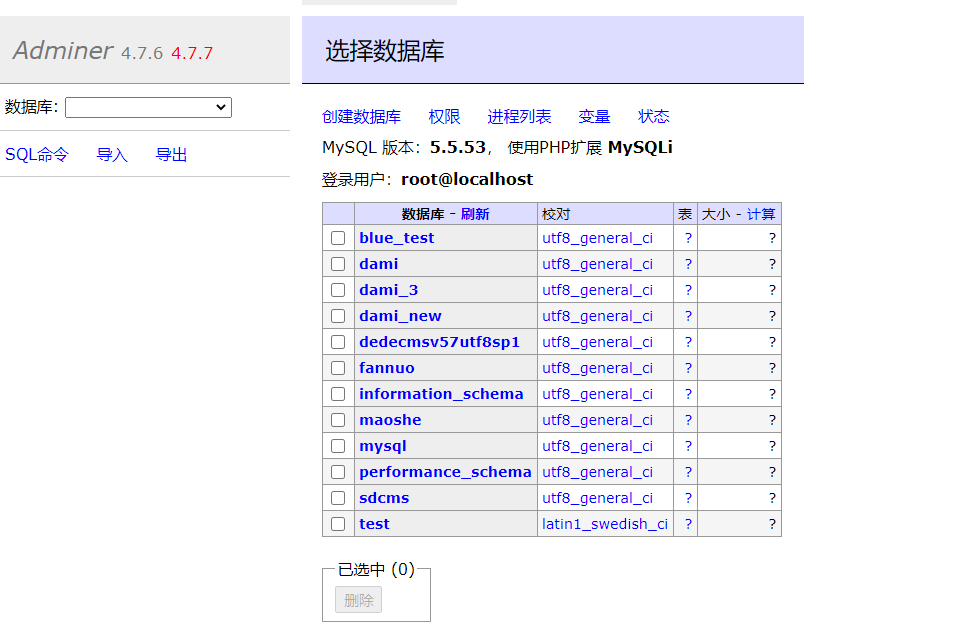 Adminer 4.7.6 4.7.7
数据库:
SQL命令 导入 导出
选择数据库
创建数据库 权限 进程列表 变量 状态
MySQL 版本：5.5.53， 使用PHP扩展 MySQLi
登录用户：root@localhost
数据库 - 刷新 校对 表 大小 - 计算
blue_test utf8_general_ci ? ?
dami utf8_general_ci ? ?
dami_3 utf8_general_ci ? ?
dami_new utf8_general_ci ? ?
dedecmsv57utf8sp1 utf8_general_ci ? ?
fannuo utf8_general_ci ? ?
information_schema utf8_general_ci ? ?
maoshe utf8_general_ci ? ?
mysql utf8_general_ci ? ?
performance_schema utf8_general_ci ? ?
sdcms utf8_general_ci ? ?
test latin1_swedish_ci ? ?
已选中 (0)
删除